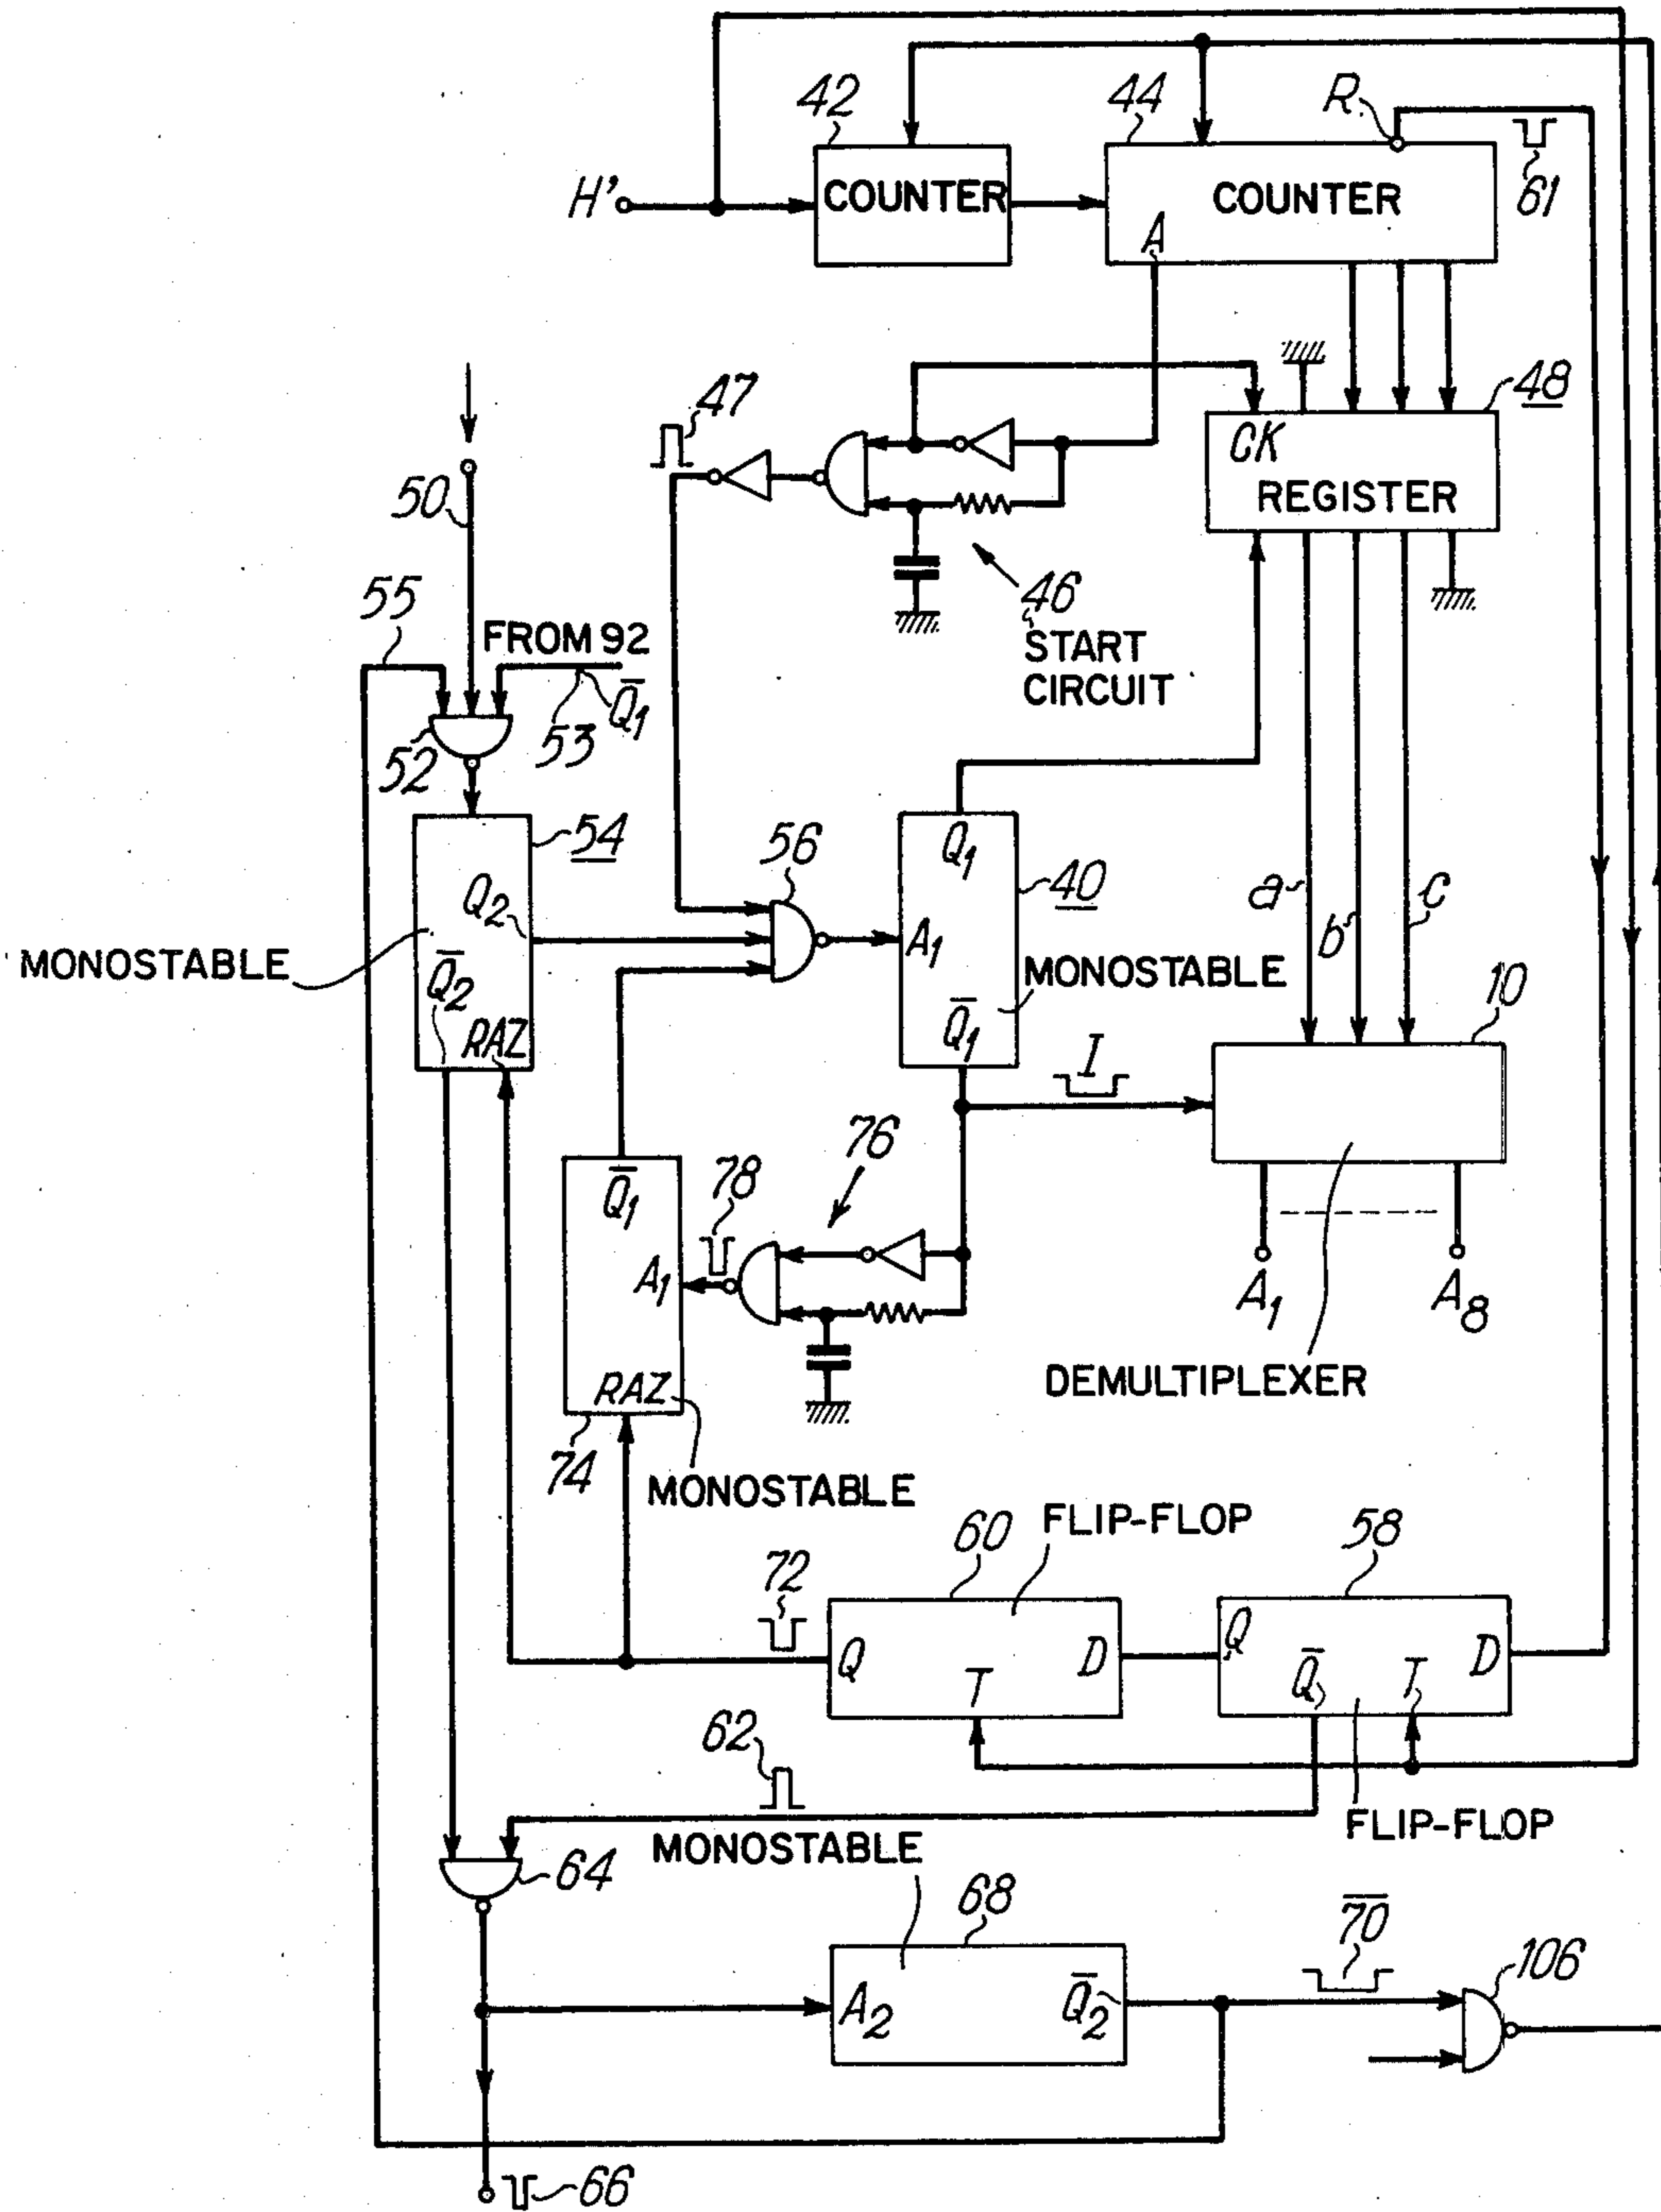 42
44
R
H'
COUNTER
COUNTER
61
A
47
48
CK
REGISTER
50
46
START
CIRCUIT
55
FROM 92
Q̅1
53
52
54
56
Q1
40
Q2
A1
a
b
c
MONOSTABLE
MONOSTABLE
Q̅2
RAZ
Q̅1
I
10
76
78
Q̅1
A1
A1
A8
DEMULTIPLEXER
RAZ
74
MONOSTABLE
60
FLIP-FLOP
58
72
Q
T
D
Q
Q̅
T
D
62
FLIP-FLOP
MONOSTABLE
64
68
7̅0̅
106
A2
Q̅2
66